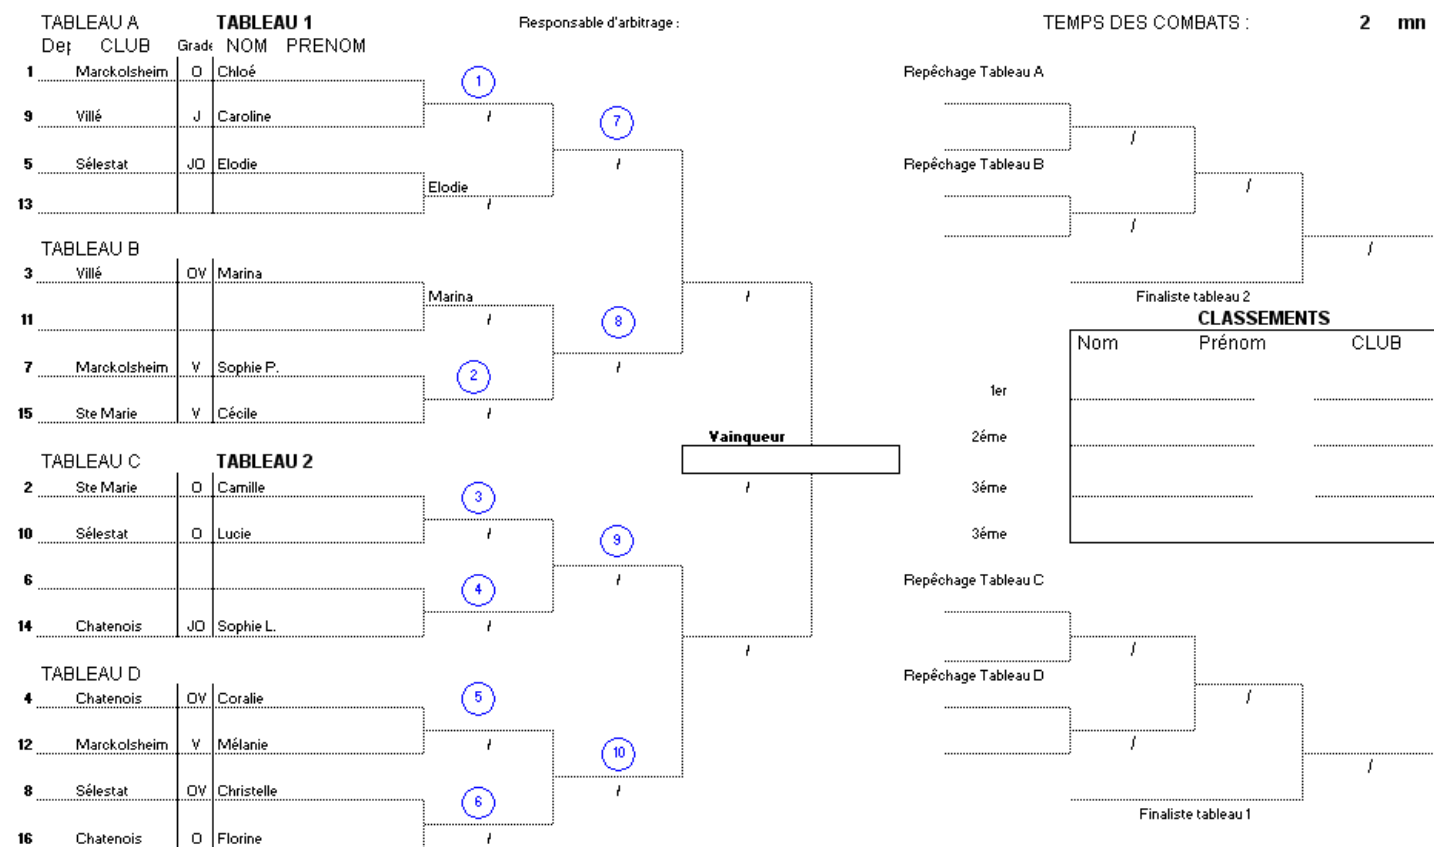 TABLEAU A TABLEAU 1 Responsable d'arbitrage : TEMPS DES COMBATS : 2 mn
Dep CLUB Grade NOM PRENOM
1 Marckolsheim O Chloé 1 Repêchage Tableau A
9 Villé J Caroline / 7
/
5 Sélestat JO Elodie / Repêchage Tableau B
Elodie /
13 /
/
TABLEAU B /
3 Villé OV Marina
Marina / Finaliste tableau 2
11 / 8 CLASSEMENTS
Nom Prénom CLUB
7 Marckolsheim V Sophie P. 2 /
1er
15 Ste Marie V Cécile /
Vainqueur 2éme
TABLEAU C TABLEAU 2
2 Ste Marie O Camille 3 / 3éme
10 Sélestat O Lucie / 9 3éme
6 4 / Repêchage Tableau C
14 Chatenois JO Sophie L. /
/ /
TABLEAU D Repêchage Tableau D
4 Chatenois OV Coralie 5 /
12 Marckolsheim V Mélanie / 10 /
/
8 Sélestat OV Christelle 6 /
Finaliste tableau 1
16 Chatenois O Florine /